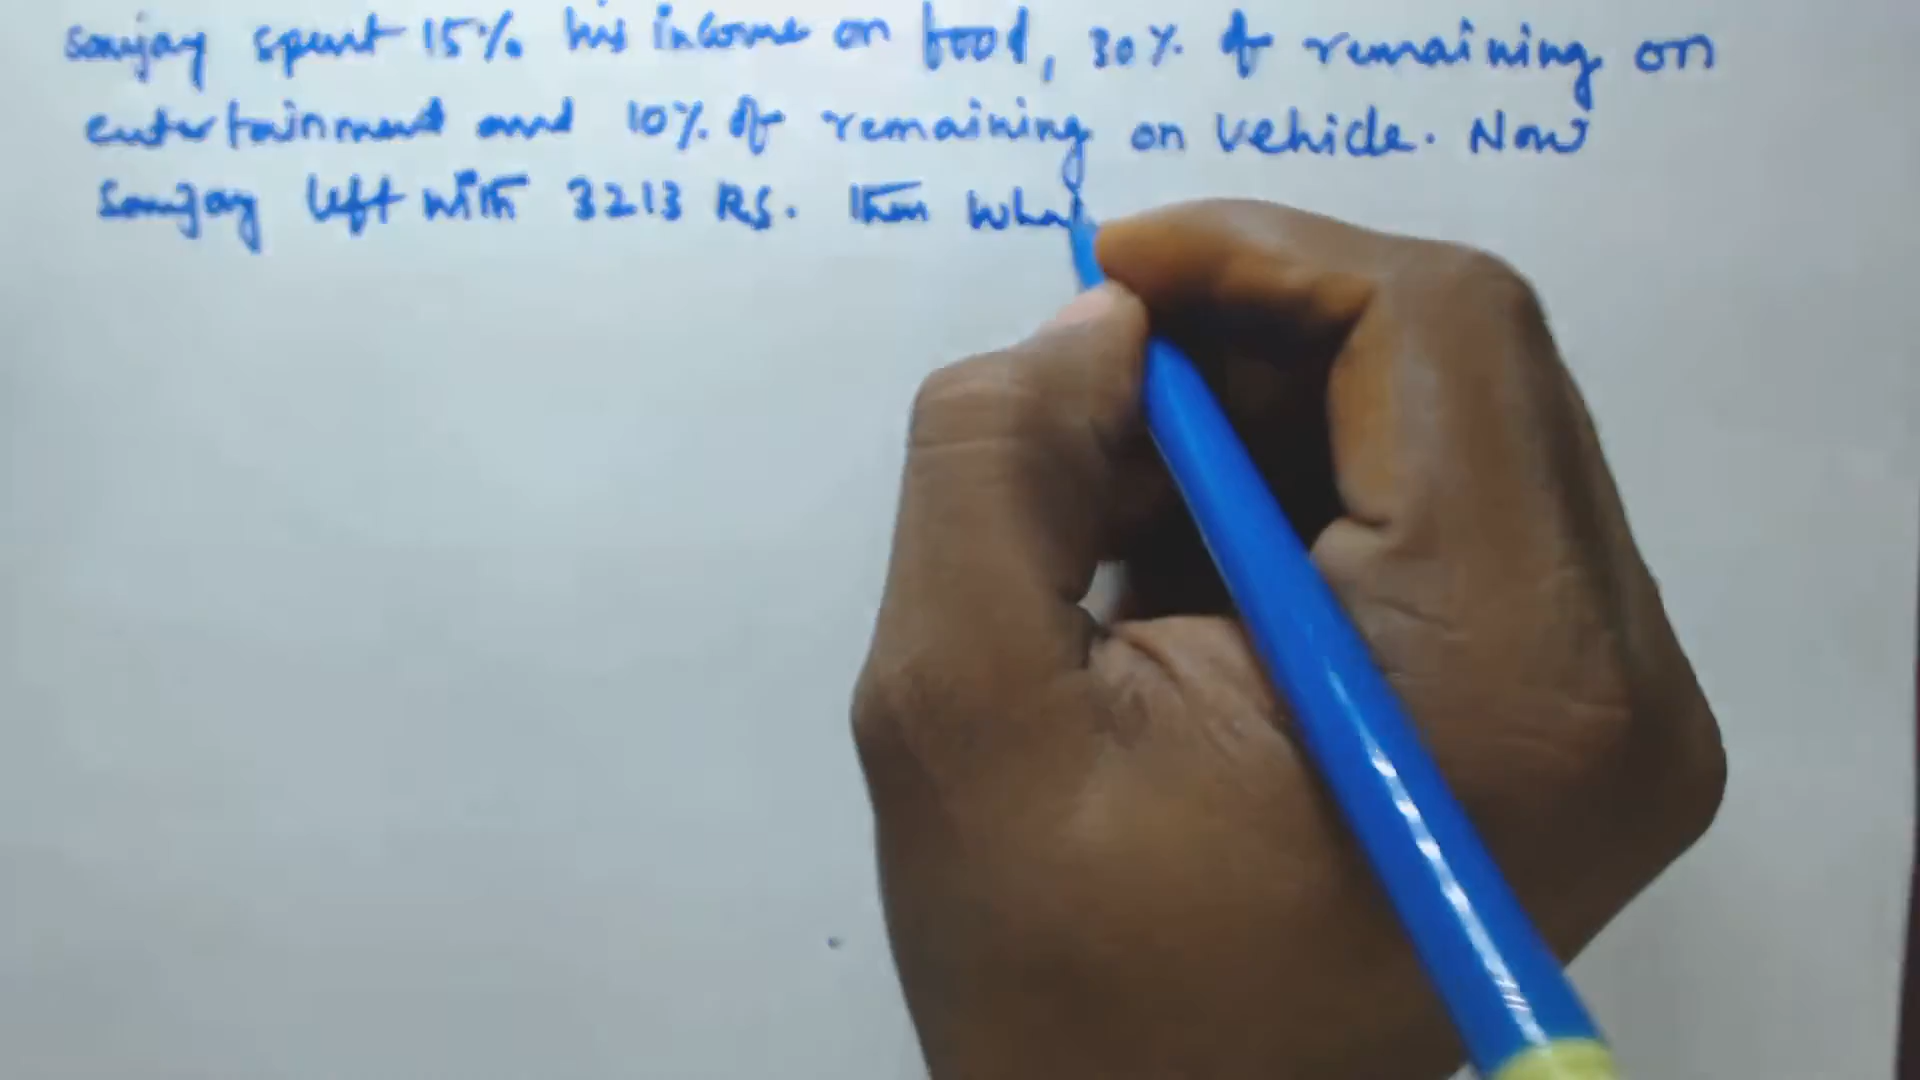 Sanjay spent 15% his income on food, 30% of remaining on
entertainment and 10% of remaining on vehicle. Now
Sanjay left with 3213 RS. Then what